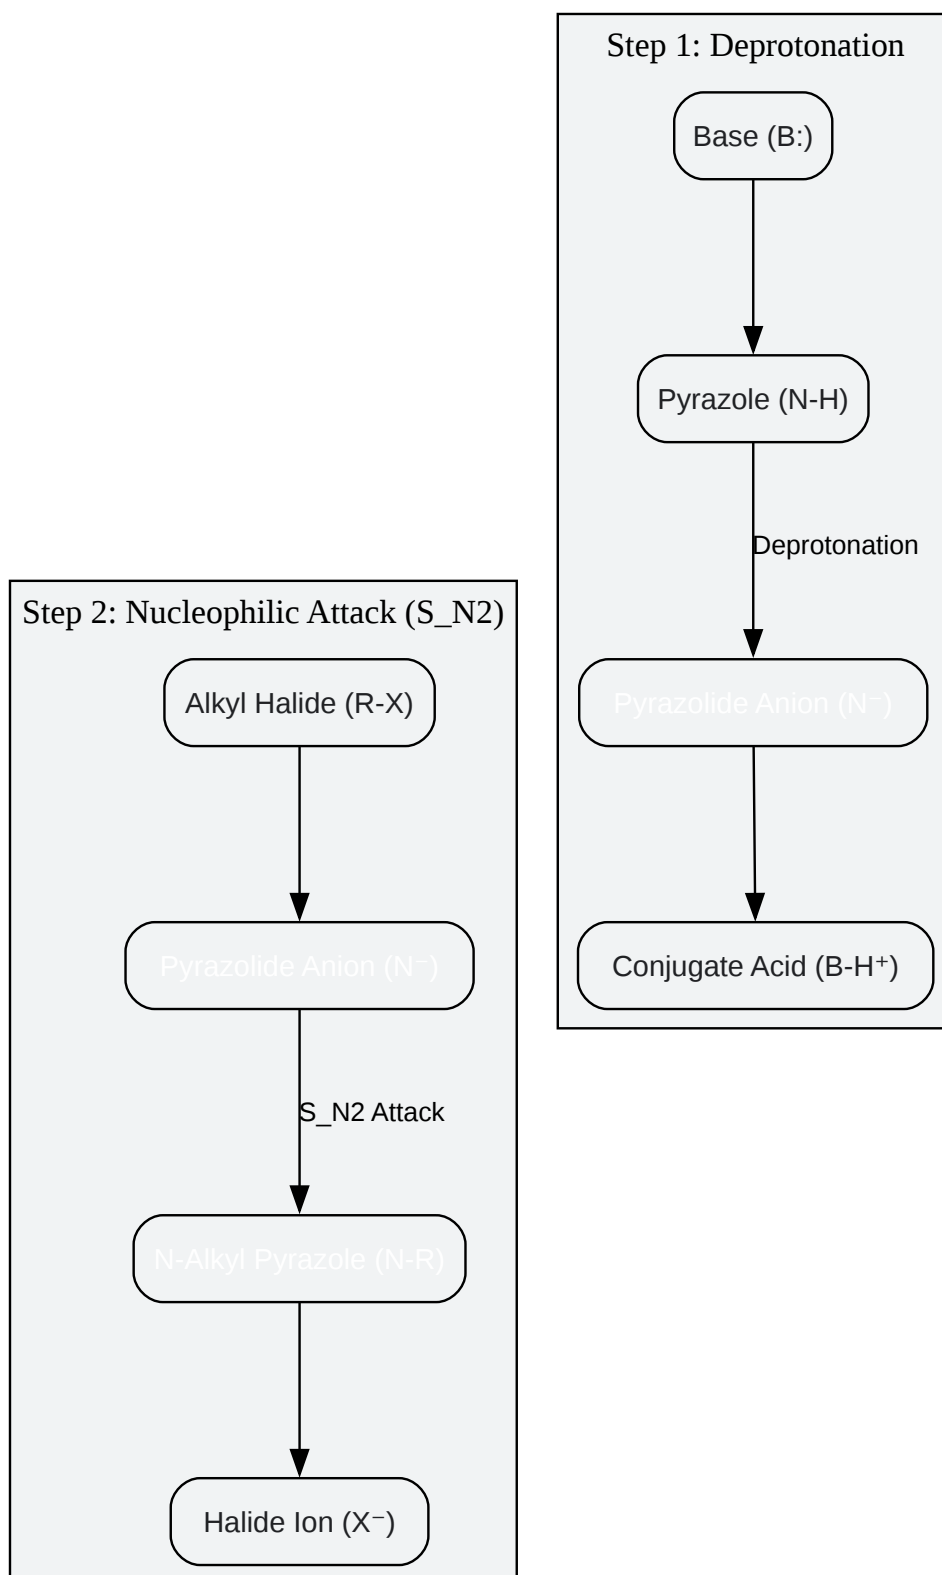 Step 1: Deprotonation
Base (B:)
Pyrazole (N-H)
Deprotonation
Pyrazolide Anion (N⁻)
Conjugate Acid (B-H⁺)
Step 2: Nucleophilic Attack (S_N2)
Alkyl Halide (R-X)
Pyrazolide Anion (N⁻)
S_N2 Attack
N-Alkyl Pyrazole (N-R)
Halide Ion (X⁻)